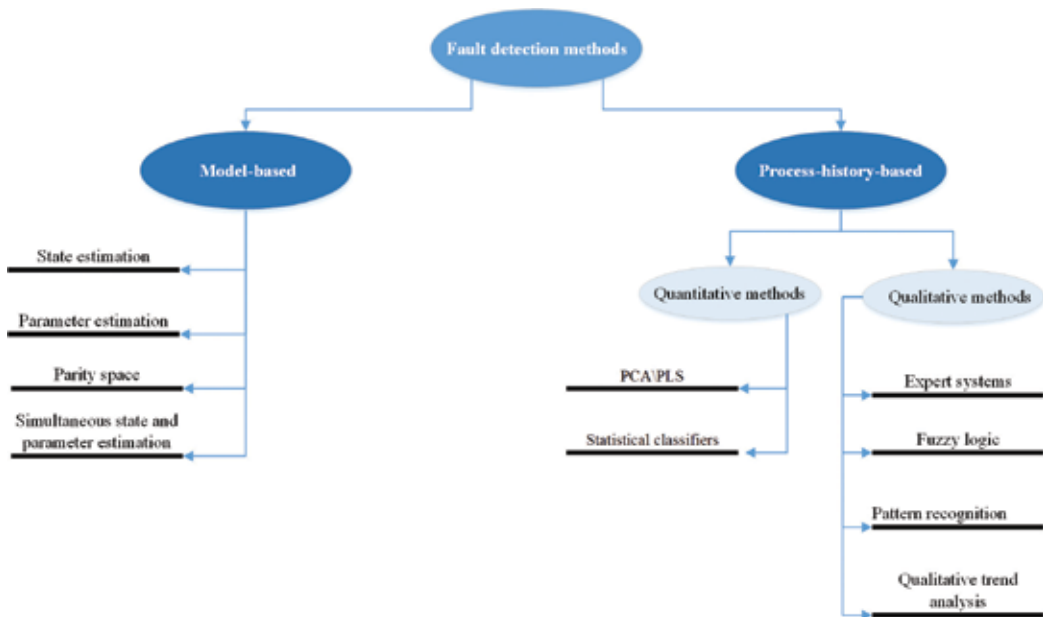 Fault detection methods
Model-based
Process-history-based
State estimation
Parameter estimation
Parity space
Simultaneous state and
parameter estimation
Quantitative methods
Qualitative methods
PCA\PLS
Statistical classifiers
Expert systems
Fuzzy logic
Pattern recognition
Qualitative trend
analysis